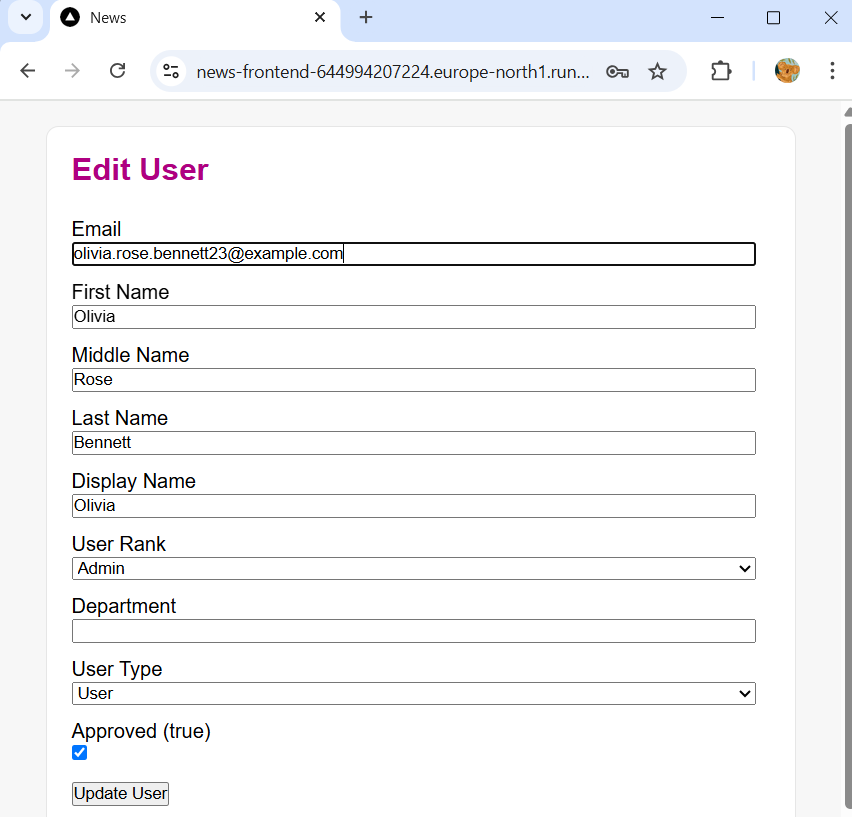 News
news-frontend-644994207224.europe-north1.run...
Edit User
Email
olivia.rose.bennett23@example.com
First Name
Olivia
Middle Name
Rose
Last Name
Bennett
Display Name
Olivia
User Rank
Admin
Department
User Type
User
Approved (true)
Update User